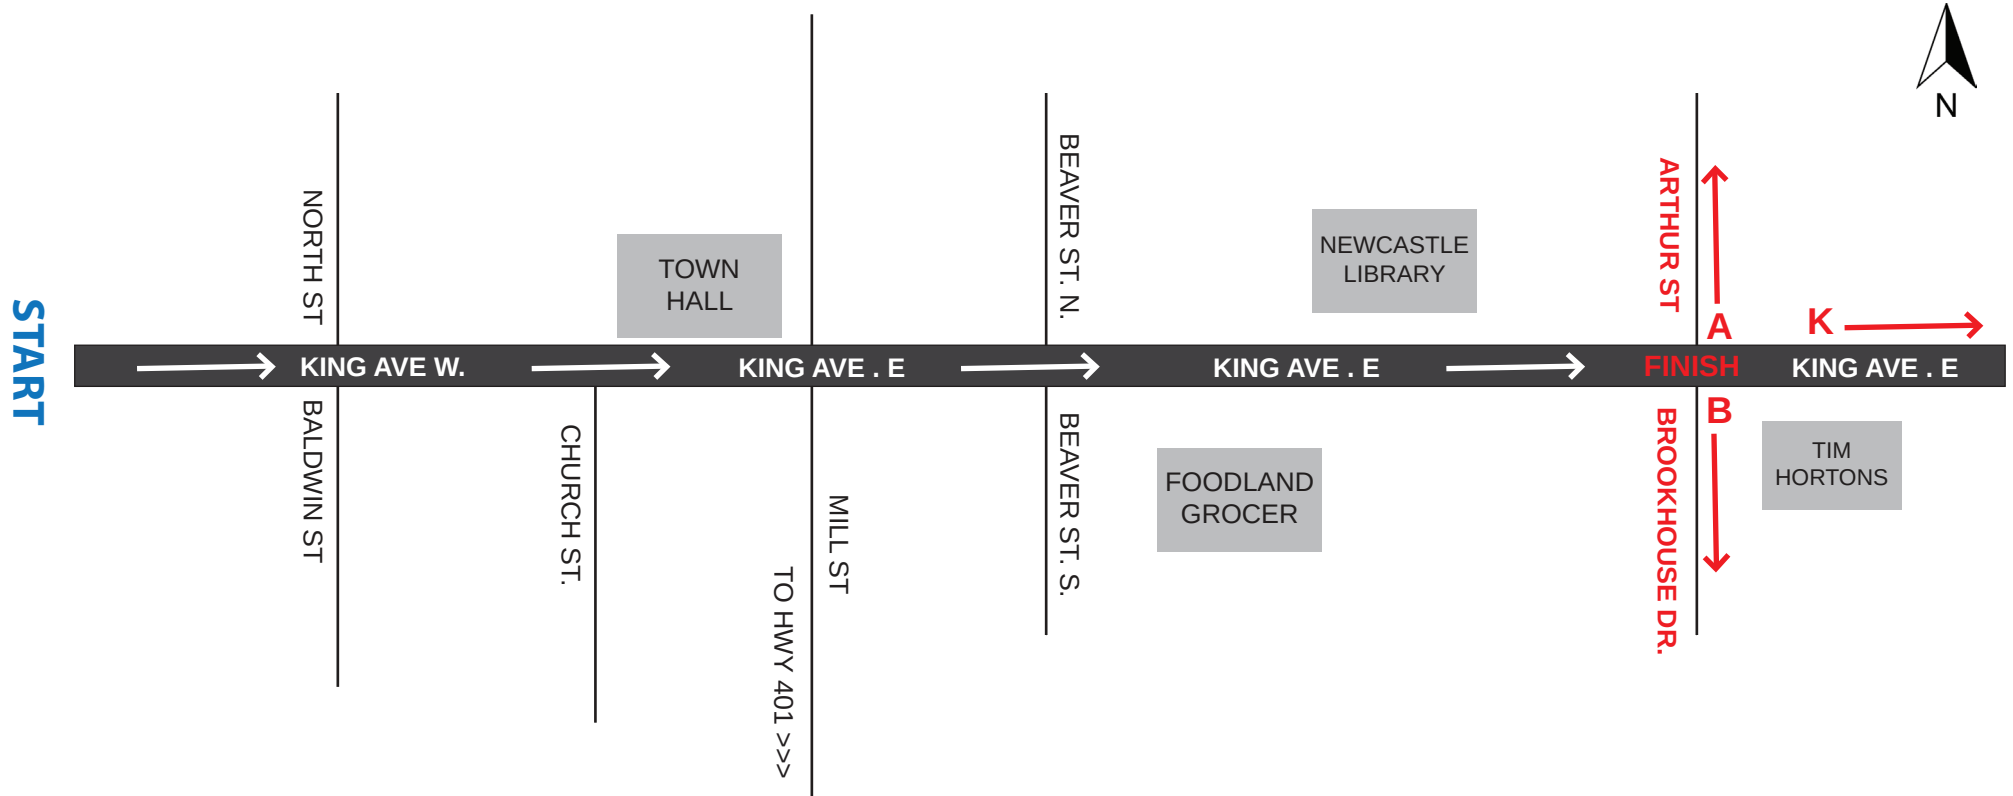 N
START
NORTH ST
BALDWIN ST
TOWN
HALL
CHURCH ST.
MILL ST
TO HWY 401 >>>
BEAVER ST. N.
BEAVER ST. S.
NEWCASTLE
LIBRARY
FOODLAND
GROCER
ARTHUR ST
A
K
KING AVE W.
KING AVE . E
KING AVE . E
FINISH
KING AVE . E
B
BROOKHOUSE DR.
TIM
HORTONS